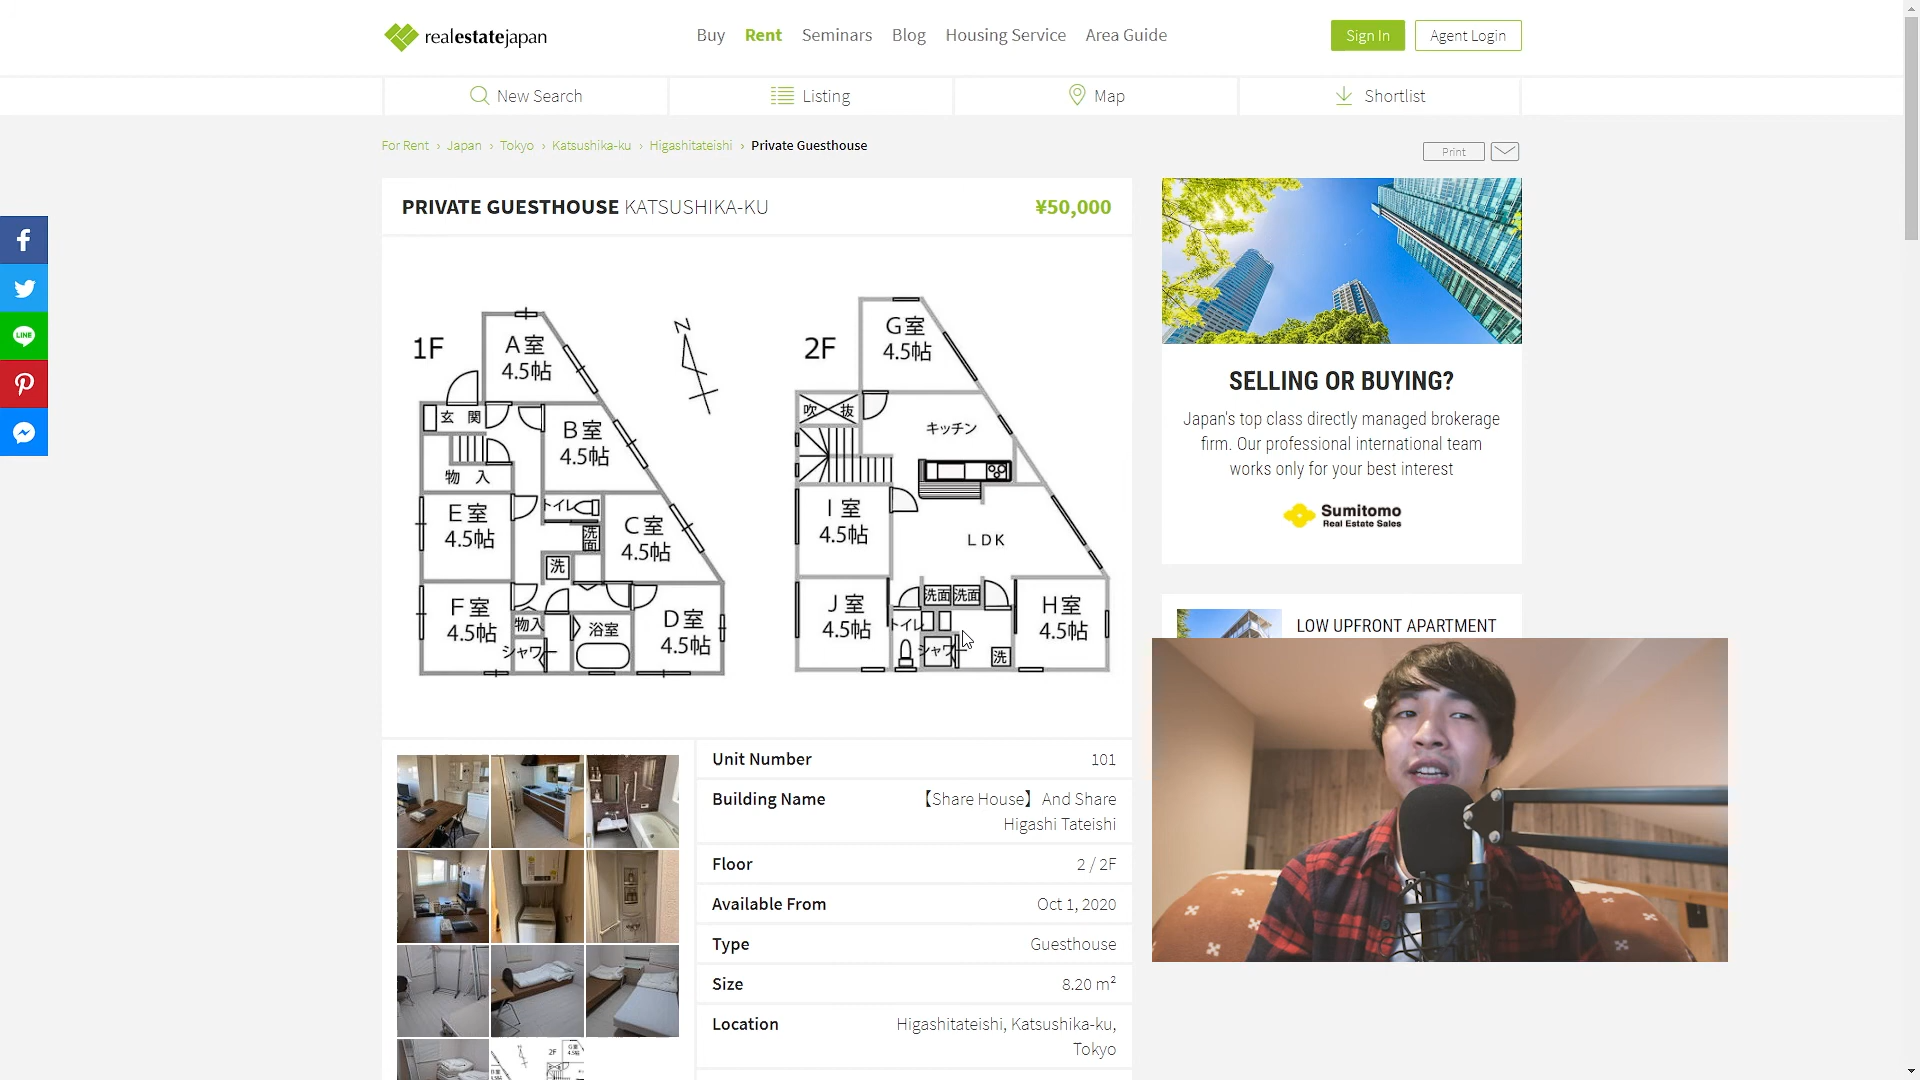 realestatejapan
Buy Rent Seminars Blog Housing Service Area Guide
Sign In Agent Login
New Search Listing Map Shortlist
For Rent › Japan › Tokyo › Katsushika-ku › Higashitateishi › Private Guesthouse
Print
PRIVATE GUESTHOUSE KATSUSHIKA-KU ¥50,000
LINE
1F
A室
4.5帖
玄 関
B室
4.5帖
物 入
E室
4.5帖
トイレ
洗面
C室
4.5帖
洗
F室
4.5帖
物入
シャワー
浴室
D室
4.5帖
N
2F
G室
4.5帖
吹 抜
キッチン
I室
4.5帖
LDK
J室
4.5帖
洗面 洗面
トイレ
シャワー
洗
H室
4.5帖
SELLING OR BUYING?
Japan's top class directly managed brokerage
firm. Our professional international team
works only for your best interest
Sumitomo
Real Estate Sales
LOW UPFRONT APARTMENT
Unit Number 101
Building Name 【Share House】And Share
Higashi Tateishi
Floor 2 / 2F
Available From Oct 1, 2020
Type Guesthouse
Size 8.20 m²
Location Higashitateishi, Katsushika-ku,
Tokyo
2F
G室
4.5帖